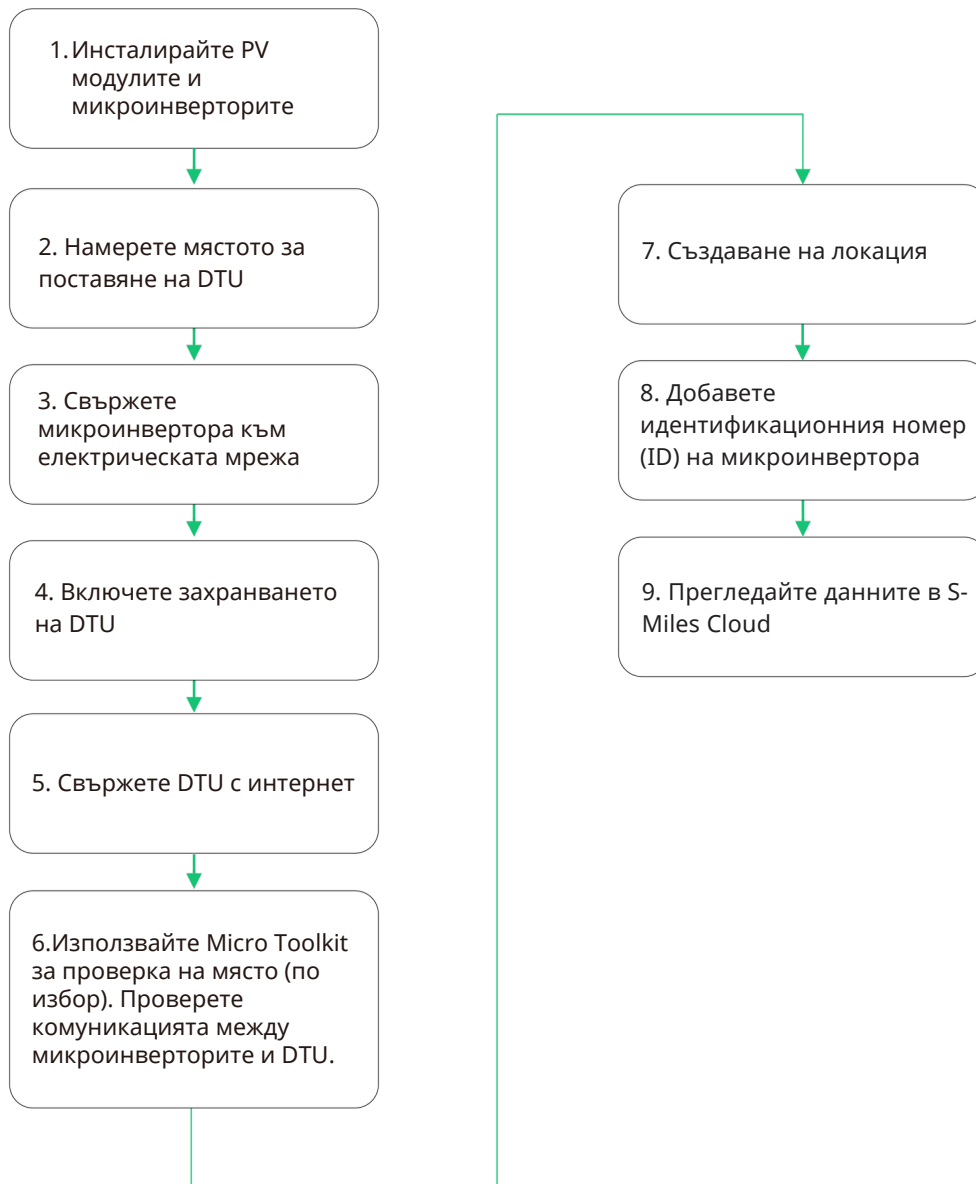 1. Инсталирайте PV
модулите и
микроинверторите
2. Намерете мястото за
поставяне на DTU
3. Свържете
микроинвертора към
електрическата мрежа
4. Включете захранването
на DTU
5. Свържете DTU с интернет
6.Използвайте Micro Toolkit
за проверка на място (по
избор). Проверете
комуникацията между
микроинверторите и DTU.
7. Създаване на локация
8. Добавете
идентификационния номер
(ID) на микроинвертора
9. Прегледайте данните в S-
Miles Cloud